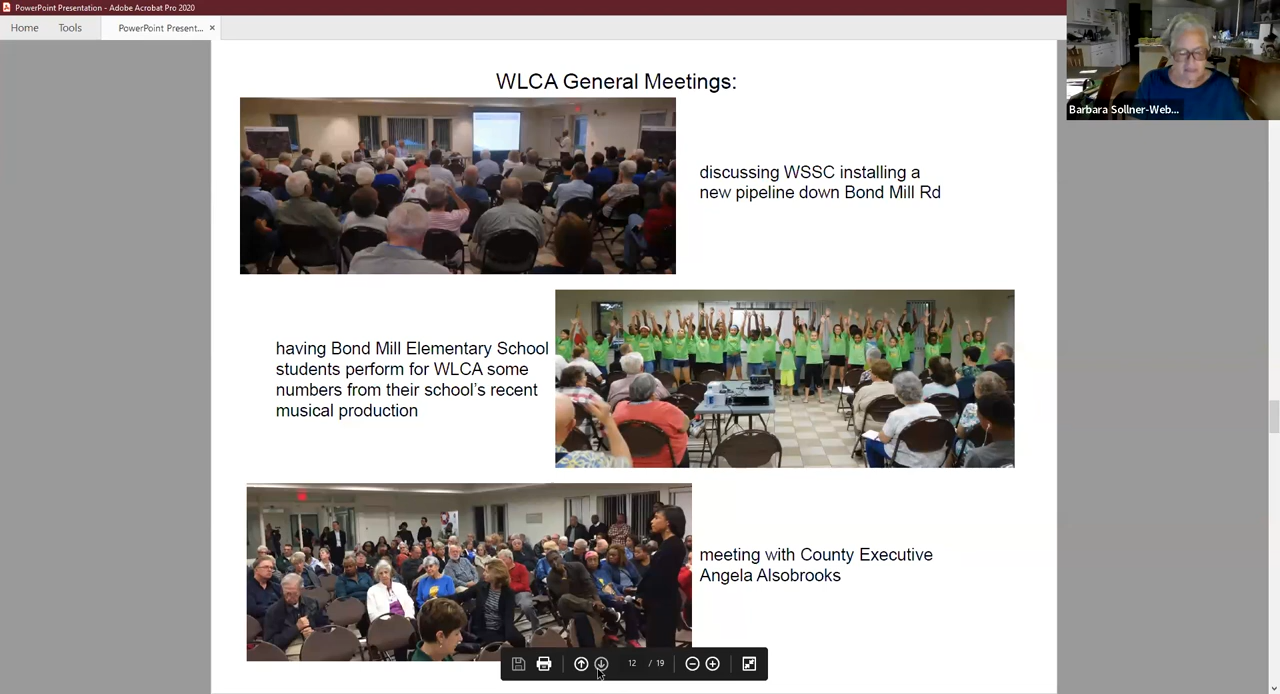 PowerPoint Presentation - Adobe Acrobat Pro 2020
Home Tools PowerPoint Present... ×
Barbara Sollner-Web...
WLCA General Meetings:
discussing WSSC installing a
new pipeline down Bond Mill Rd
having Bond Mill Elementary School
students perform for WLCA some
numbers from their school's recent
musical production
meeting with County Executive
Angela Alsobrooks
12 / 19